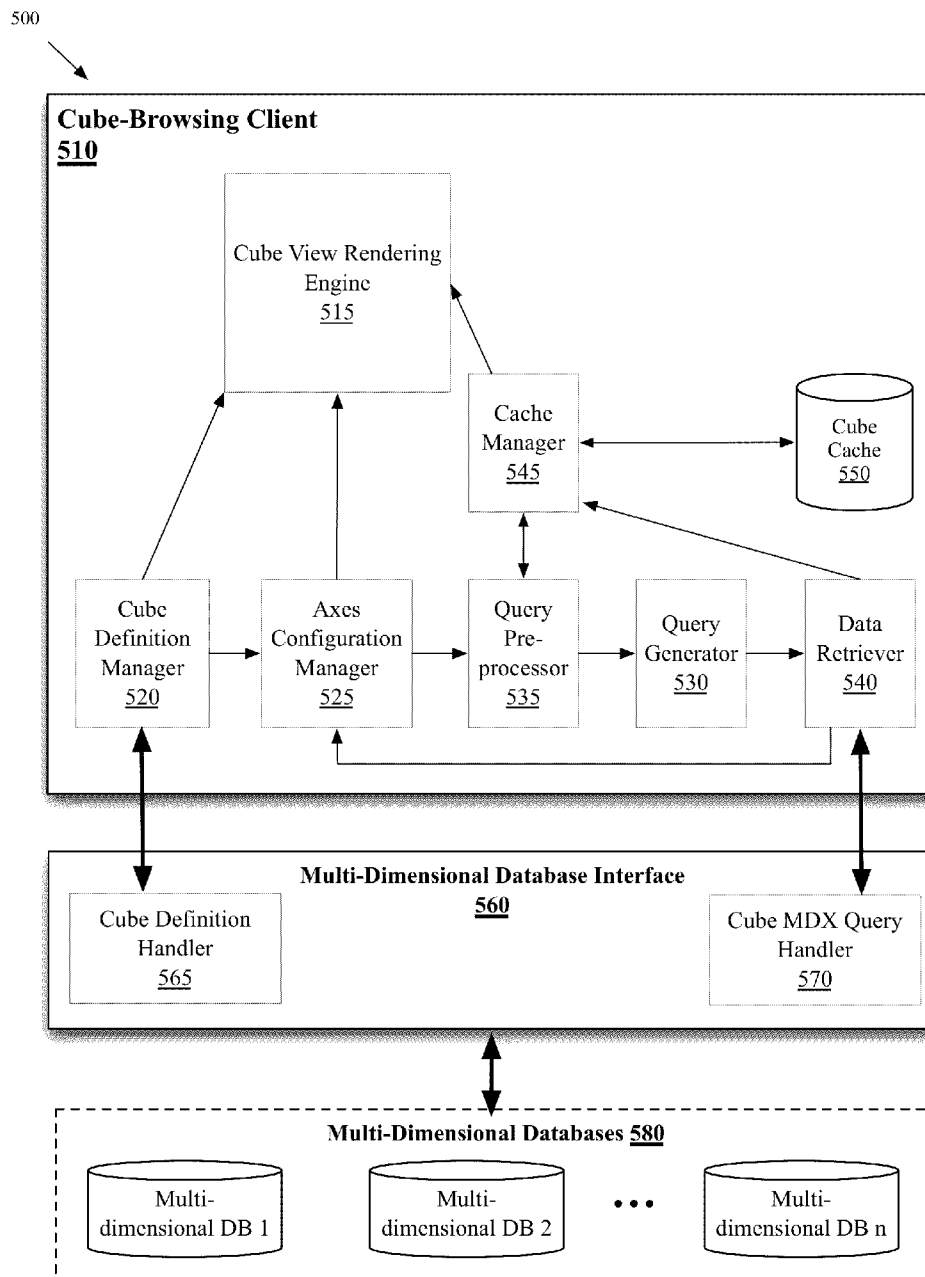 500
Cube-Browsing Client
510
Cube View Rendering
Engine
515
Cache
Manager
545
Cube
Cache
550
Cube
Definition
Manager
520
Axes
Configuration
Manager
525
Query
Pre-
processor
535
Query
Generator
530
Data
Retriever
540
Multi-Dimensional Database Interface
560
Cube Definition
Handler
565
Cube MDX Query
Handler
570
Multi-Dimensional Databases 580
Multi-
dimensional DB 1
Multi-
dimensional DB 2
•••
Multi-
dimensional DB n